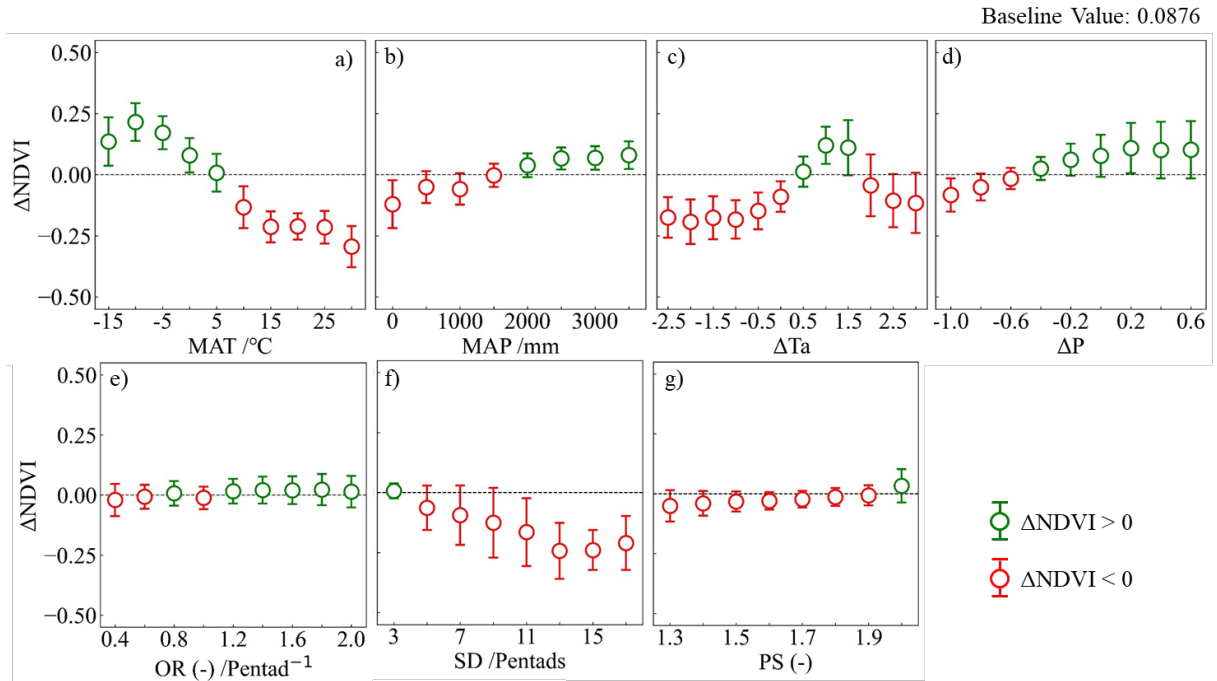 Baseline Value: 0.0876
a) b) c) d)
ΔNDVI
0.50
0.25
0.00
−0.25
−0.50
-15 -5 5 15 25
MAT /°C
0 1000 2000 3000
MAP /mm
-2.5 -1.5 -0.5 0.5 1.5 2.5
ΔTa
-1.0 -0.6 -0.2 0.2 0.6
ΔP
e) f) g)
ΔNDVI
0.50
0.25
0.00
−0.25
−0.50
0.4 0.8 1.2 1.6 2.0
OR (-) /Pentad⁻¹
3 7 11 15
SD /Pentads
1.3 1.5 1.7 1.9
PS (-)
ΔNDVI > 0
ΔNDVI < 0